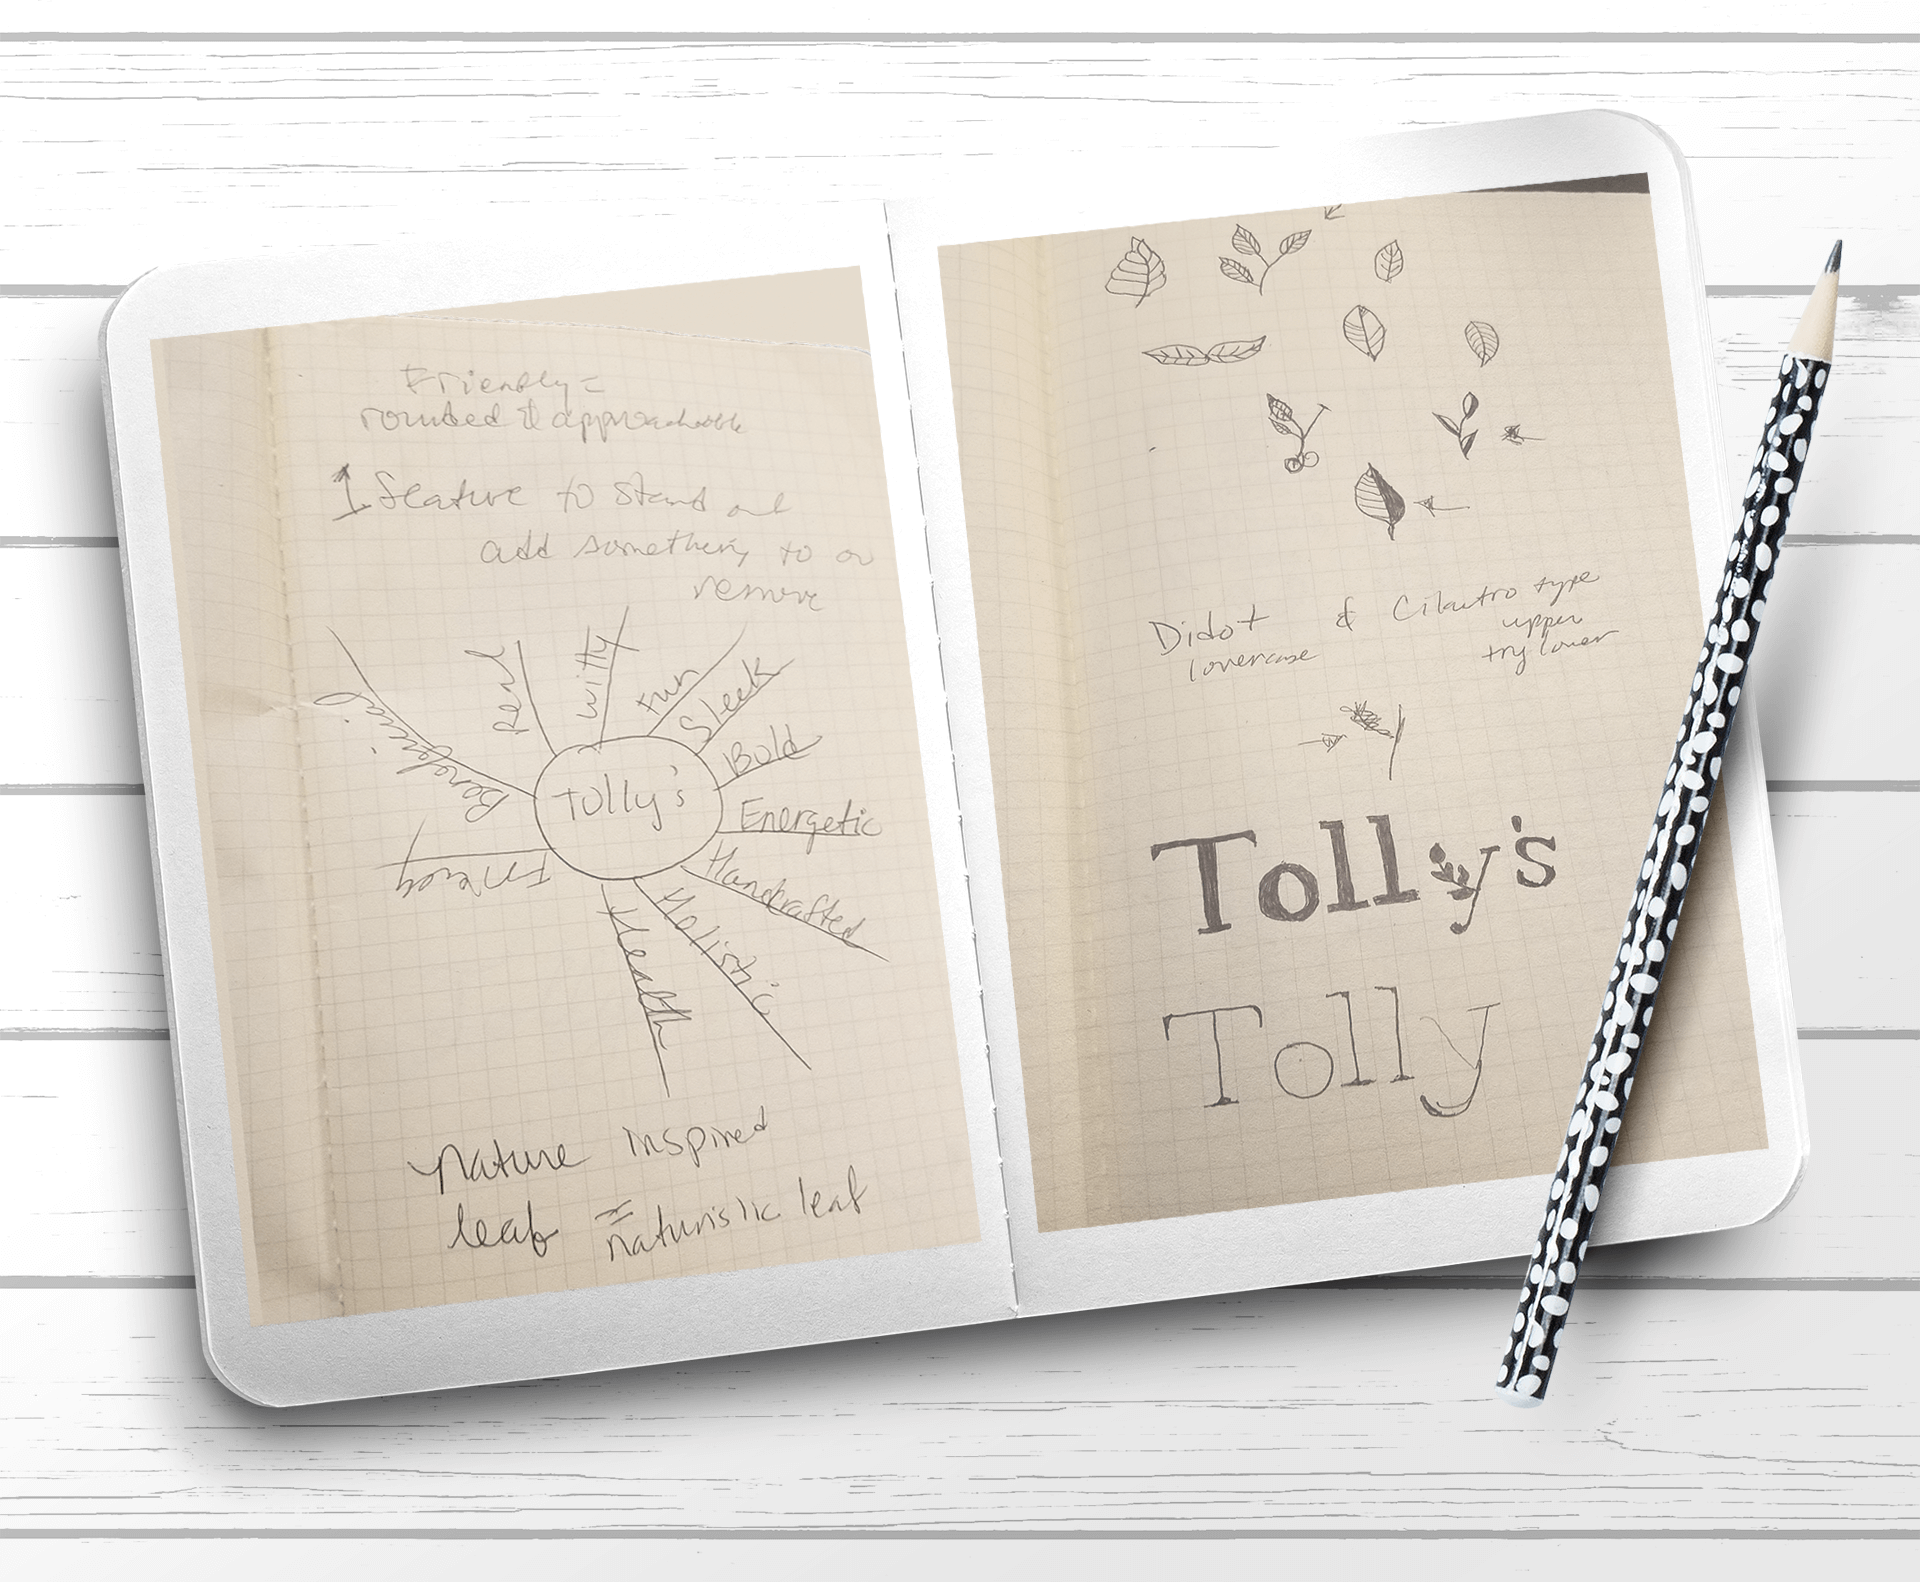 Friendly =
rounded & approachable
1 feature to stand out
add something to or
remove
Beneficial
Real
witty
Fun
Sleek
Bold
Energetic
Handcrafted
Holistic
Health
Tolly's
nature inspired
leaf = naturistic leaf
Didot & Cilantro type
lowercase
upper
try lower
Tolly's
Tolly